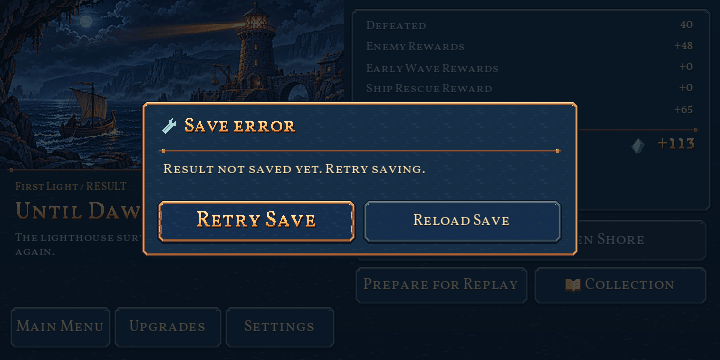 Defeated 40
Enemy Rewards +48
Early Wave Rewards +0
Ship Rescue Reward +0
+65
+113
Save error
Result not saved yet. Retry saving.
Retry Save
Reload Save
First Light / RESULT
Until Daw
The lighthouse sur
again.
en Shore
Prepare for Replay
Collection
Main Menu
Upgrades
Settings